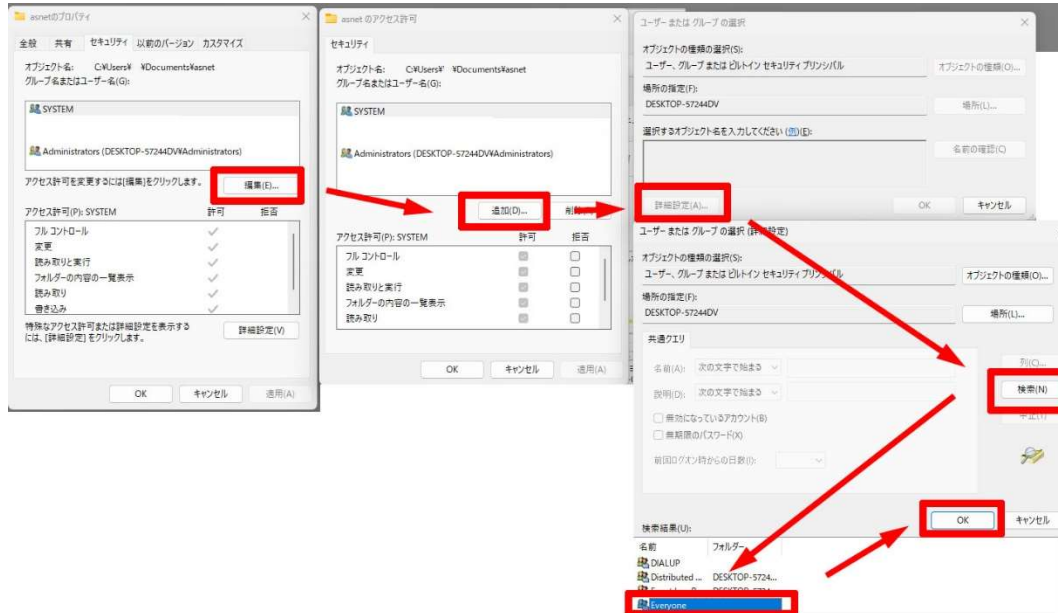 asnetのプロパティ
全般 共有 セキュリティ 以前のバージョン カスタマイズ
オブジェクト名: C:¥Users¥ ¥Documents¥asnet
グループ名またはユーザー名(G):
SYSTEM
Administrators (DESKTOP-57244DV¥Administrators)
アクセス許可を変更するには[編集]をクリックします。
編集(E)...
アクセス許可(P): SYSTEM 許可 拒否
フル コントロール
変更
読み取りと実行
フォルダーの内容の一覧表示
読み取り
書き込み
特殊なアクセス許可または詳細設定を表示する
には、[詳細設定] をクリックします。
詳細設定(V)
OK キャンセル 適用(A)
asnet のアクセス許可
セキュリティ
オブジェクト名: C:¥Users¥ ¥Documents¥asnet
グループ名またはユーザー名(G):
SYSTEM
Administrators (DESKTOP-57244DV¥Administrators)
追加(D)... 削除
アクセス許可(P): SYSTEM 許可 拒否
フル コントロール
変更
読み取りと実行
フォルダーの内容の一覧表示
読み取り
OK キャンセル 適用(A)
ユーザー または グループ の選択
オブジェクトの種類の選択(S):
ユーザー、グループ または ビルトイン セキュリティ プリンシパル
オブジェクトの種類(O)...
場所の指定(F):
DESKTOP-57244DV
場所(L)...
選択するオブジェクト名を入力してください (例)(E):
名前の確認(C)
詳細設定(A)...
OK キャンセル
ユーザー または グループ の選択 (詳細設定)
オブジェクトの種類の選択(S):
ユーザー、グループ または ビルトイン セキュリティ プリンシパル
オブジェクトの種類(O)...
場所の指定(F):
DESKTOP-57244DV
場所(L)...
共通クエリ
名前(A): 次の文字で始まる
説明(D): 次の文字で始まる
無効になっているアカウント(B)
無期限のパスワード(X)
前回ログオン時からの日数(I):
列(C)...
検索(N)
中止(T)
OK キャンセル
検索結果(U):
名前 フォルダー
DIALUP
Distributed ... DESKTOP-5724...
Everyone